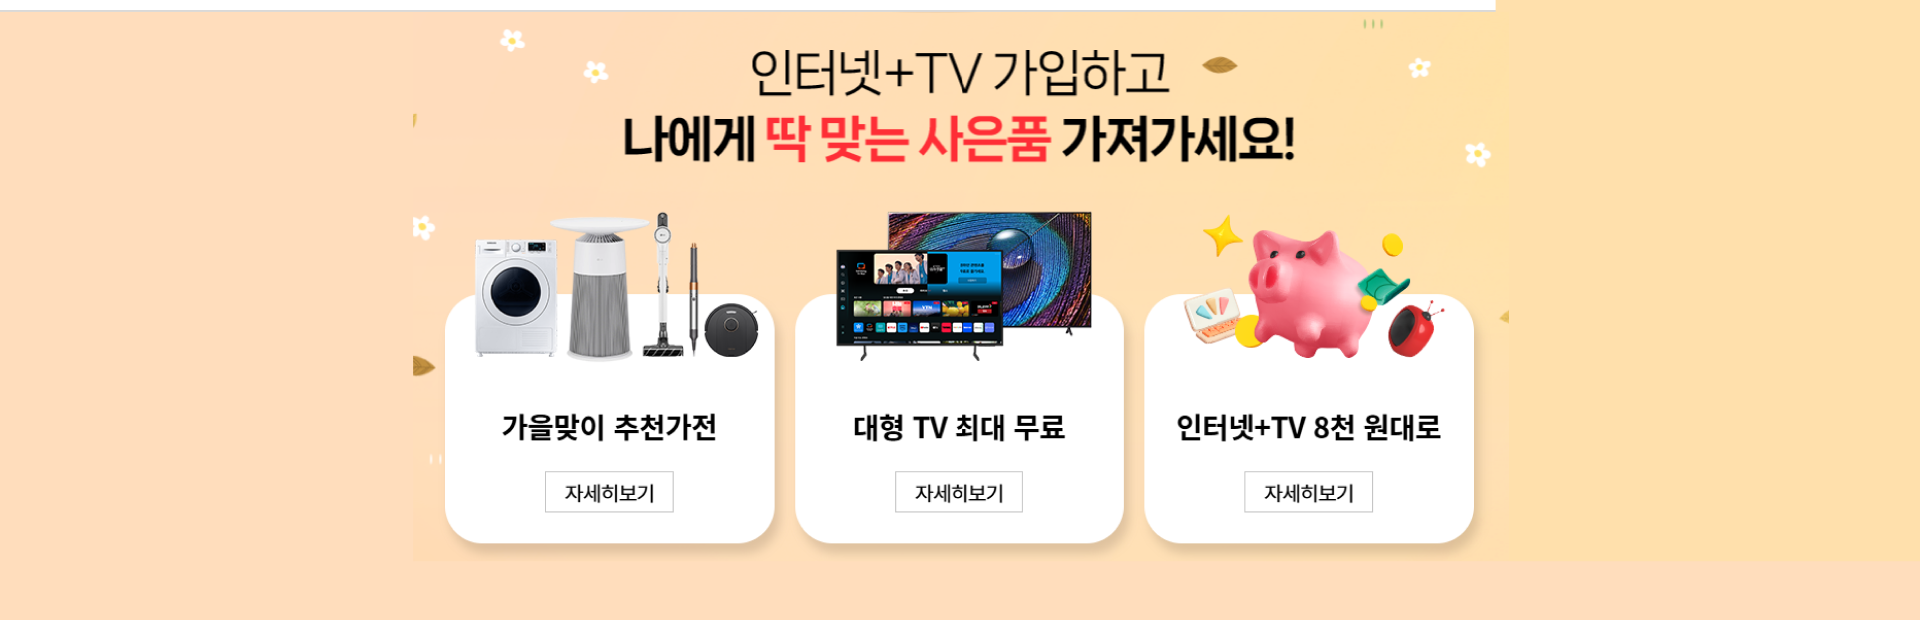 인터넷+TV 가입하고
나에게 딱 맞는 사은품 가져가세요!
가을맞이 추천가전
자세히보기
대형 TV 최대 무료
자세히보기
인터넷+TV 8천 원대로
자세히보기